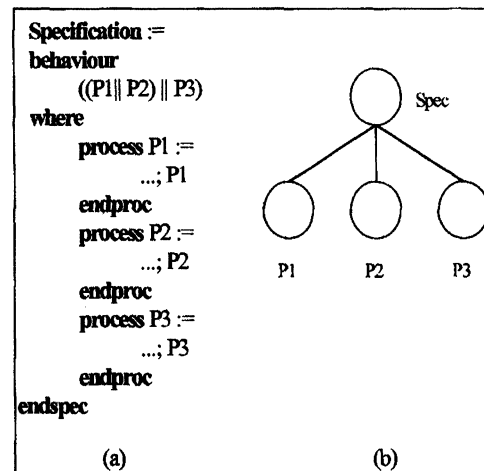 Specification :=
behaviour
((P1|| P2) || P3)
where
process P1 :=
...; P1
endproc
process P2 :=
...; P2
endproc
process P3 :=
...; P3
endproc
endspec
(a)
Spec
P1 P2 P3
(b)